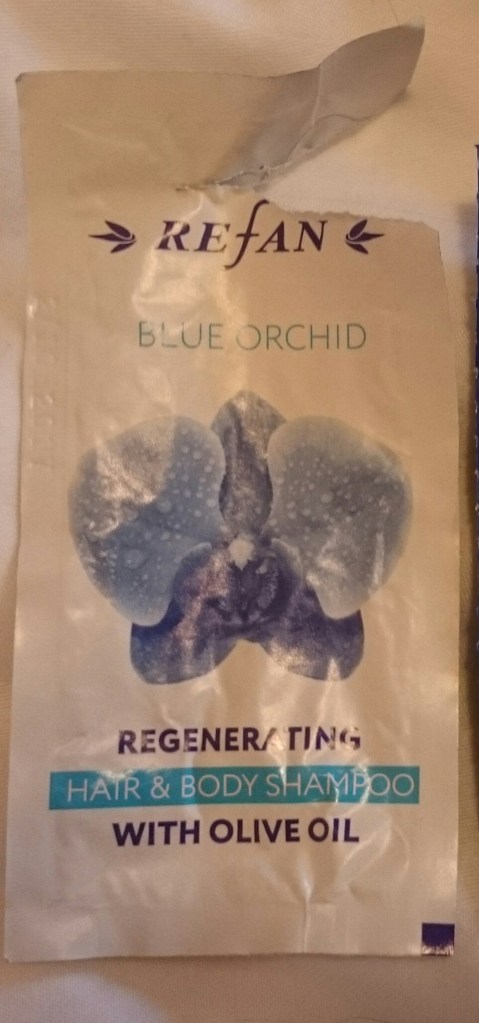 REFAN
BLUE ORCHID
REGENERATING
HAIR & BODY SHAMPOO
WITH OLIVE OIL